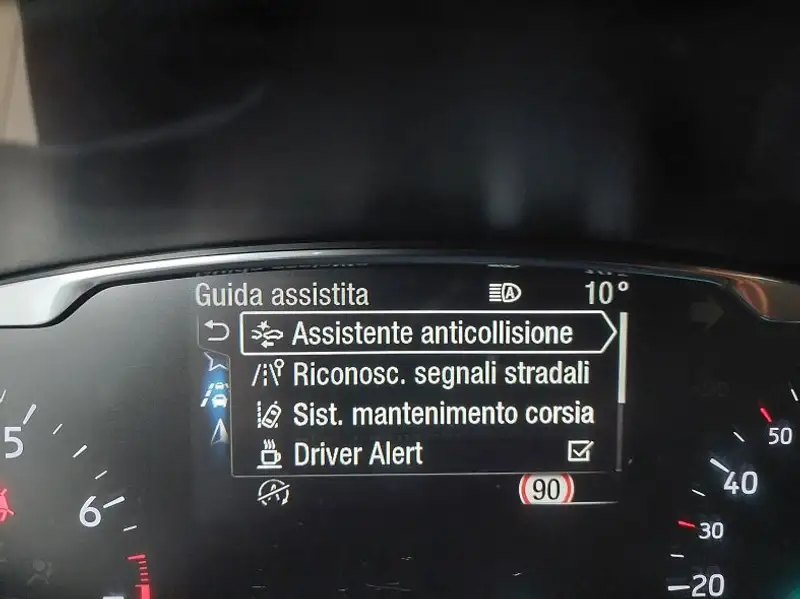 Guida assistita A 10°
Assistente anticollisione
Riconosc. segnali stradali
Sist. mantenimento corsia
Driver Alert
A 90
5
6
50
40
30
20